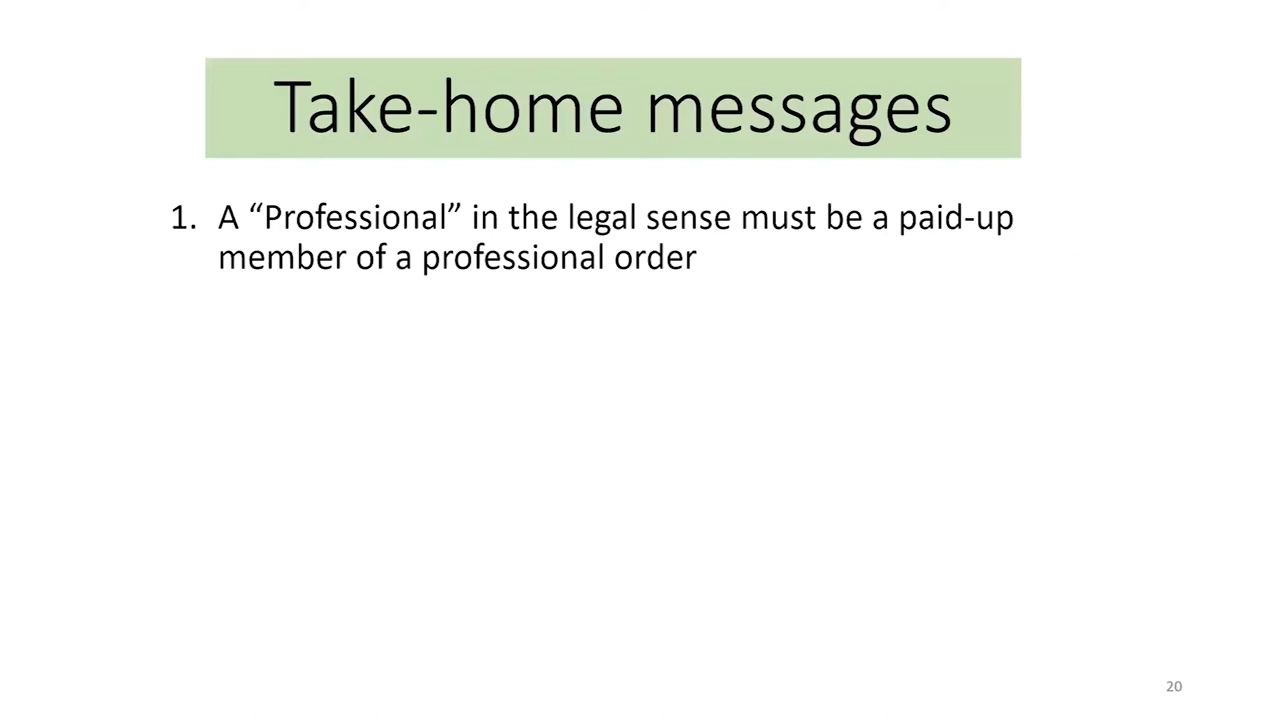 Take-home messages
1. A “Professional” in the legal sense must be a paid-up
member of a professional order
20